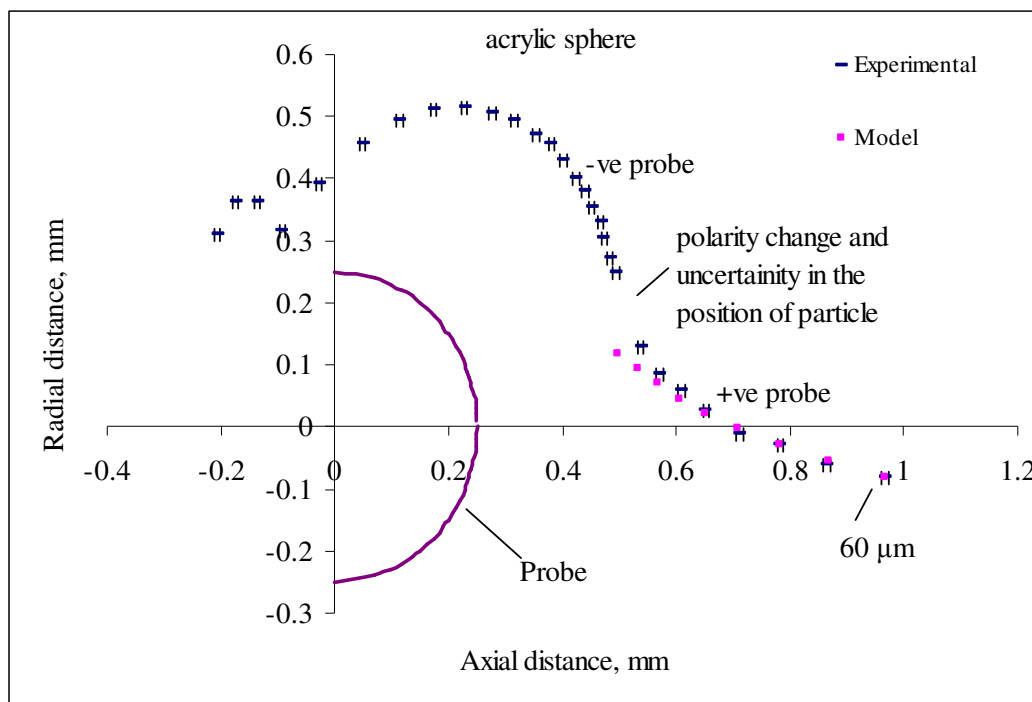 acrylic sphere
Experimental
Model
0.6
0.5
0.4
0.3
0.2
0.1
0
-0.1
-0.2
-0.3
-0.4
-0.2
0
0.2
0.4
0.6
0.8
1
1.2
-ve probe
polarity change and
uncertainity in the
position of particle
+ve probe
60 µm
Probe
Radial distance, mm
Axial distance, mm